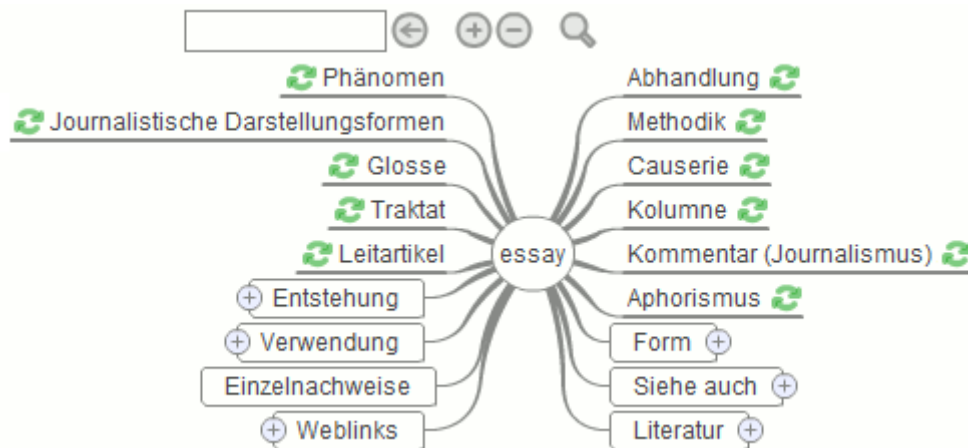 Phänomen
Journalistische Darstellungsformen
Glosse
Traktat
Leitartikel
Entstehung
Verwendung
Einzelnachweise
Weblinks
essay
Abhandlung
Methodik
Causerie
Kolumne
Kommentar (Journalismus)
Aphorismus
Form
Siehe auch
Literatur